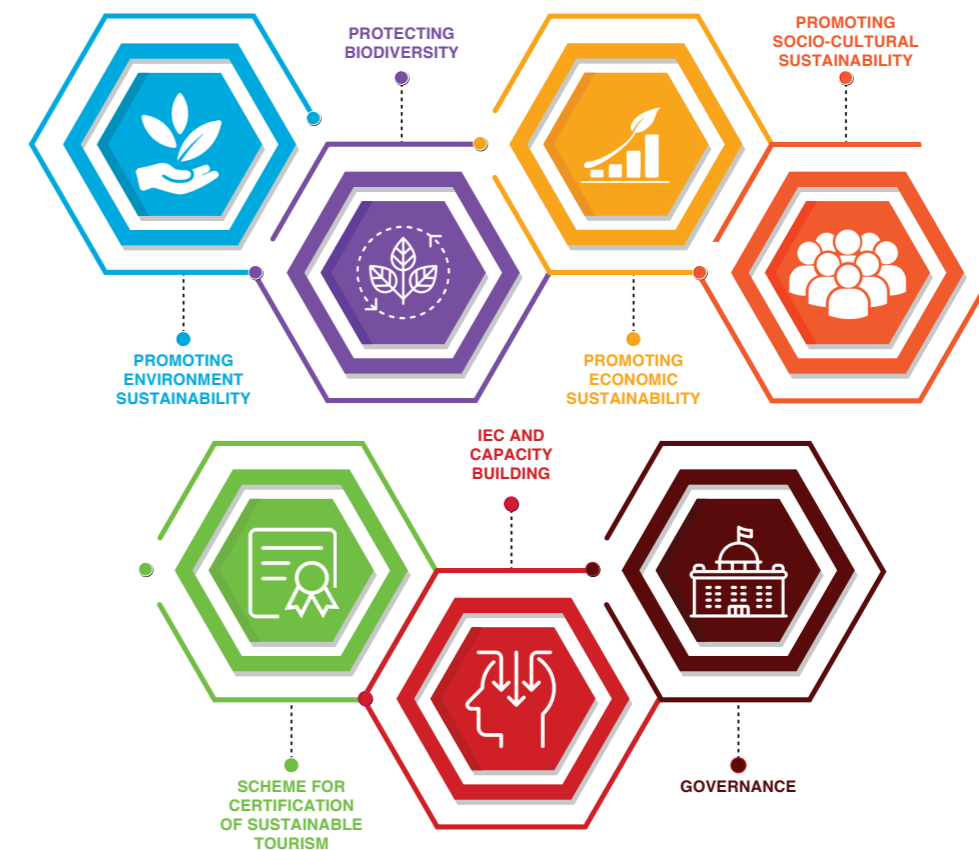 PROTECTING
BIODIVERSITY
PROMOTING
SOCIO-CULTURAL
SUSTAINABILITY
PROMOTING
ENVIRONMENT
SUSTAINABILITY
PROMOTING
ECONOMIC
SUSTAINABILITY
IEC AND
CAPACITY
BUILDING
SCHEME FOR
CERTIFICATION
OF SUSTAINABLE
TOURISM
GOVERNANCE